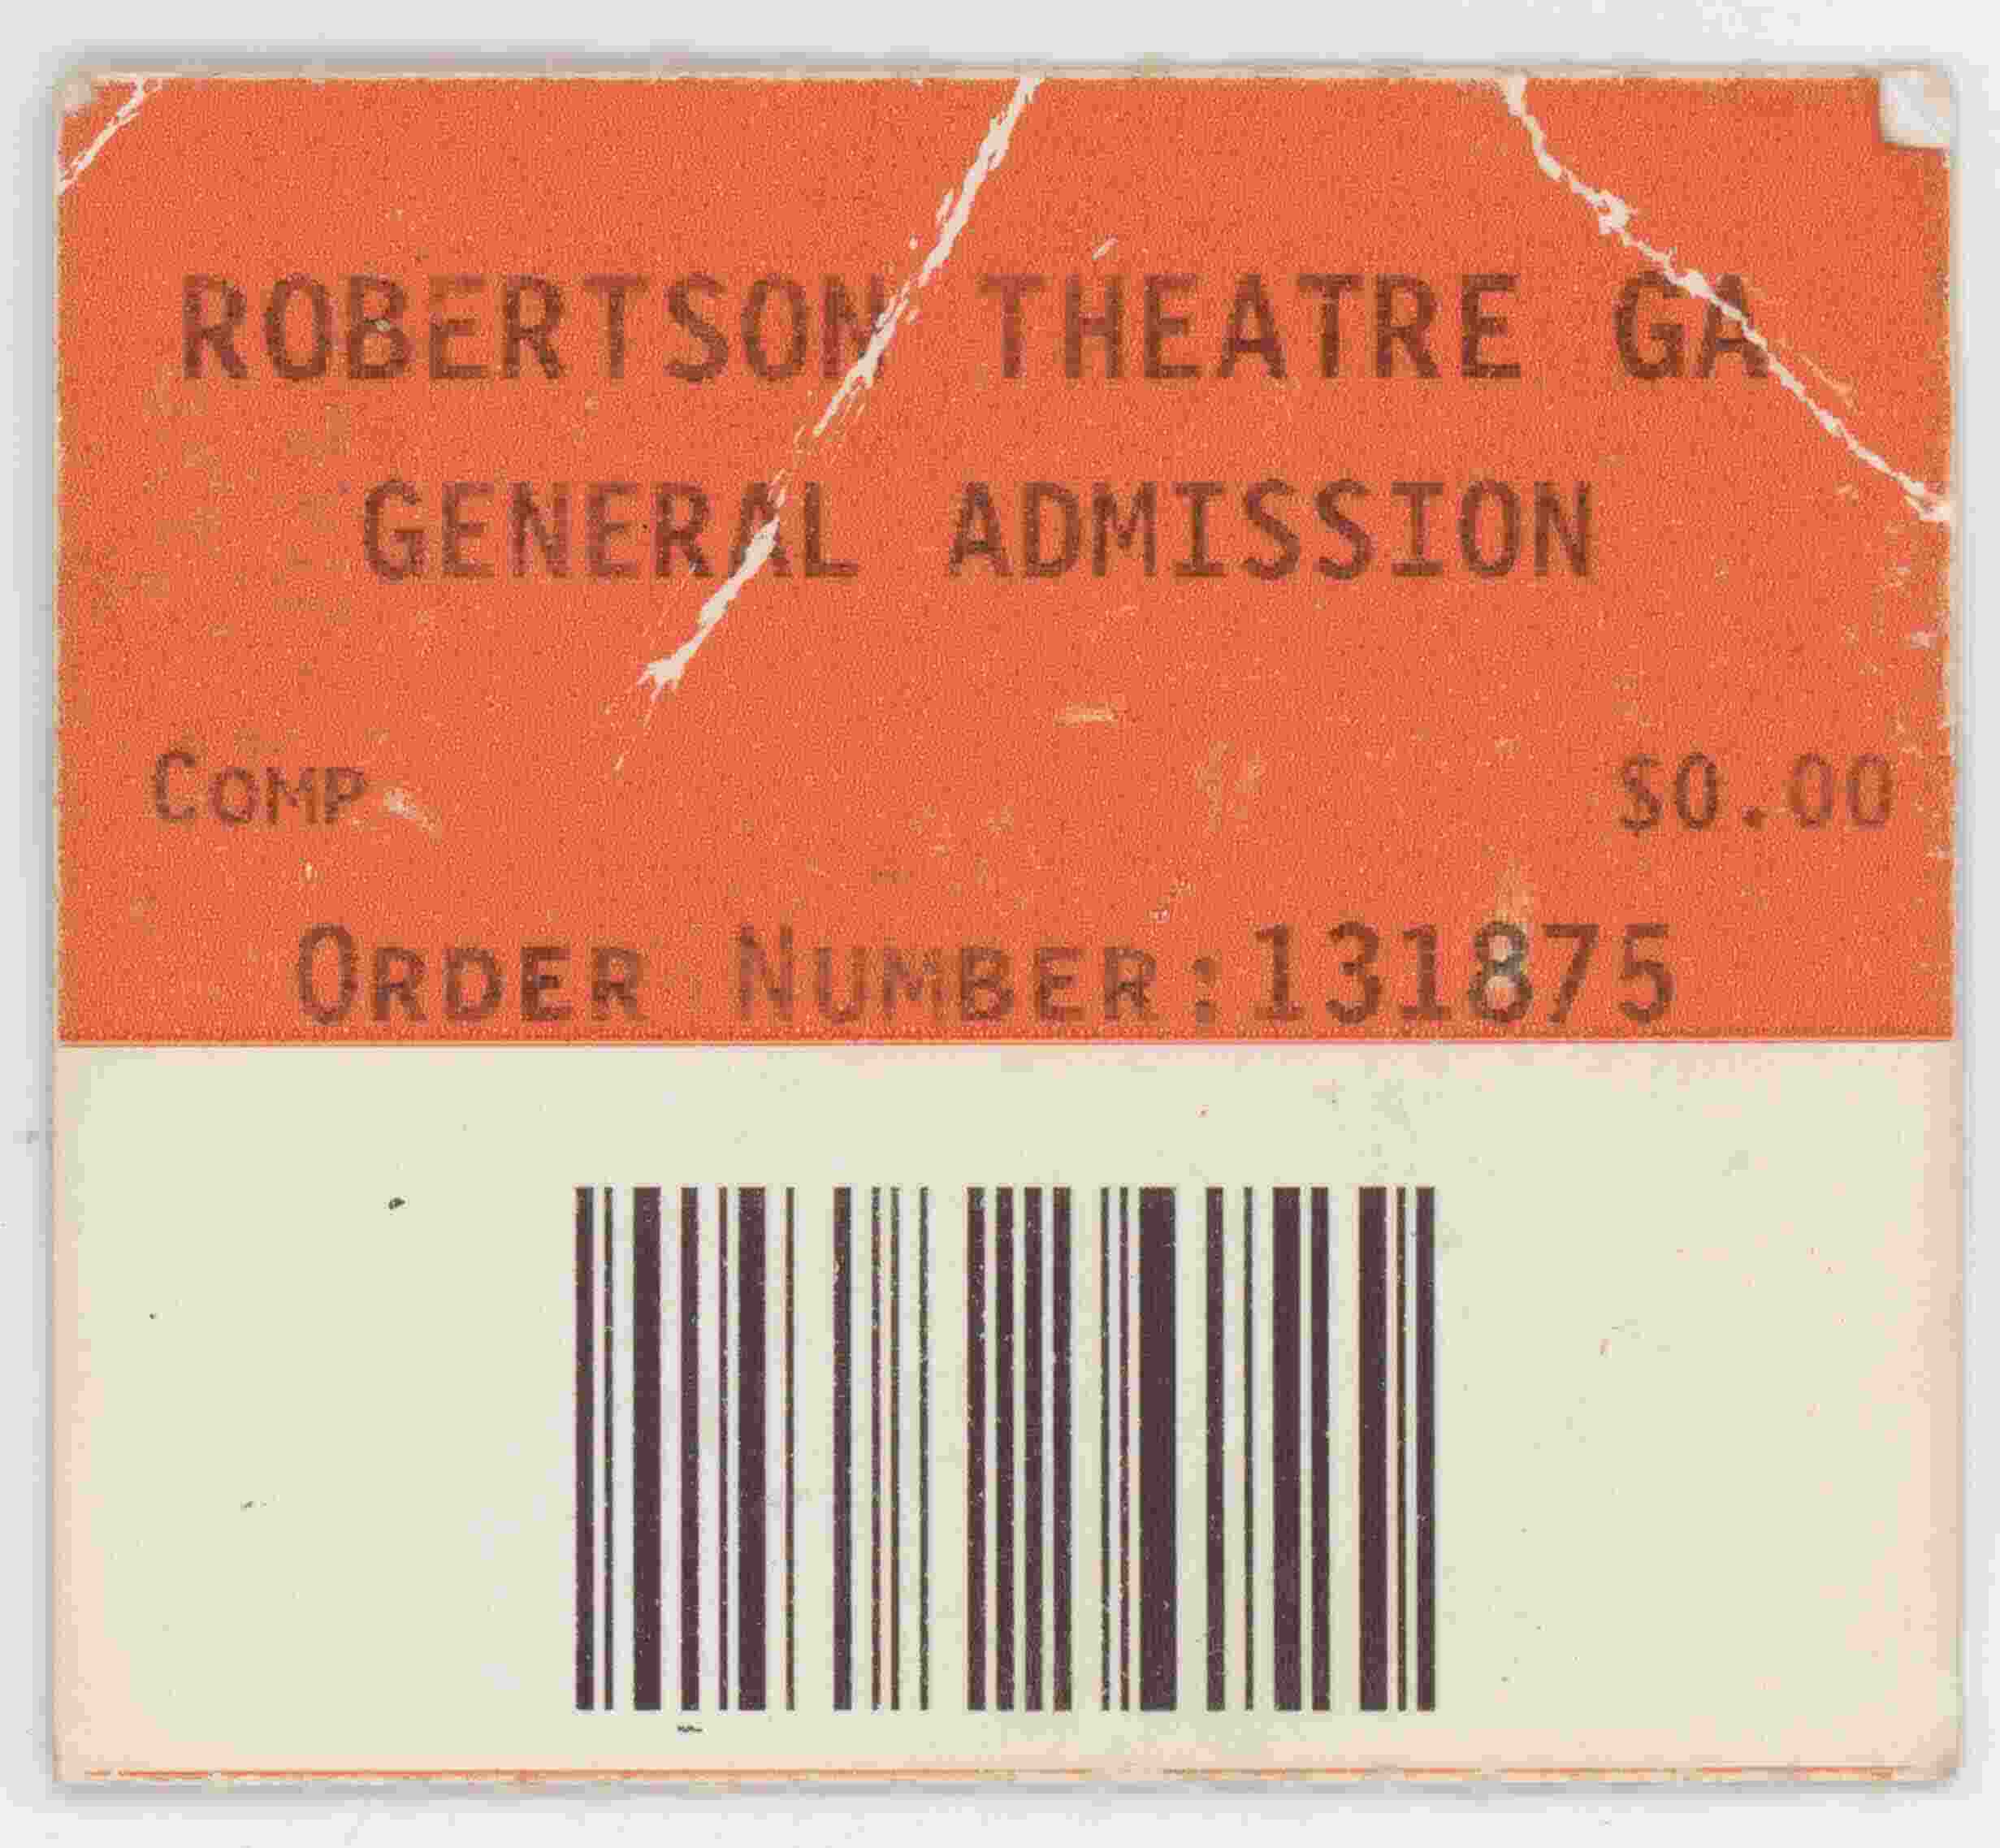 ROBERTSON THEATRE GA
GENERAL ADMISSION
COMP $0.00
ORDER NUMBER:131875